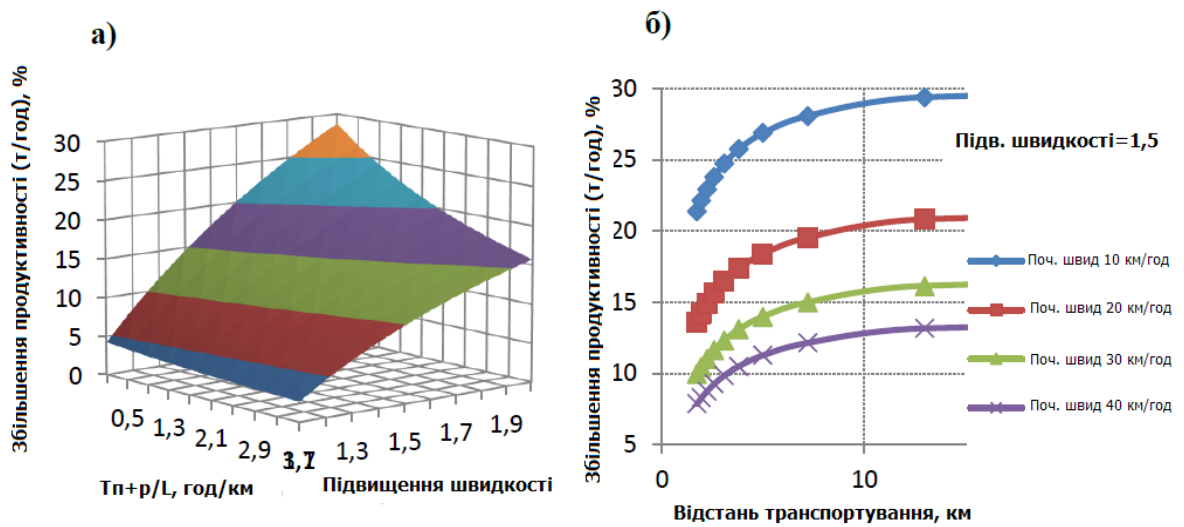 а)
Збільшення продуктивності (т/год), %
30
25
20
15
10
5
0
0,5
1,3
2,1
2,9
1,3
1,5
1,7
1,9
Тп+р/L, год/км
Підвищення швидкості
б)
Збільшення продуктивності (т/год), %
30
25
20
15
10
5
0
10
Відстань транспортування, км
Підв. швидкості=1,5
Поч. швид 10 км/год
Поч. швид 20 км/год
Поч. швид 30 км/год
Поч. швид 40 км/год